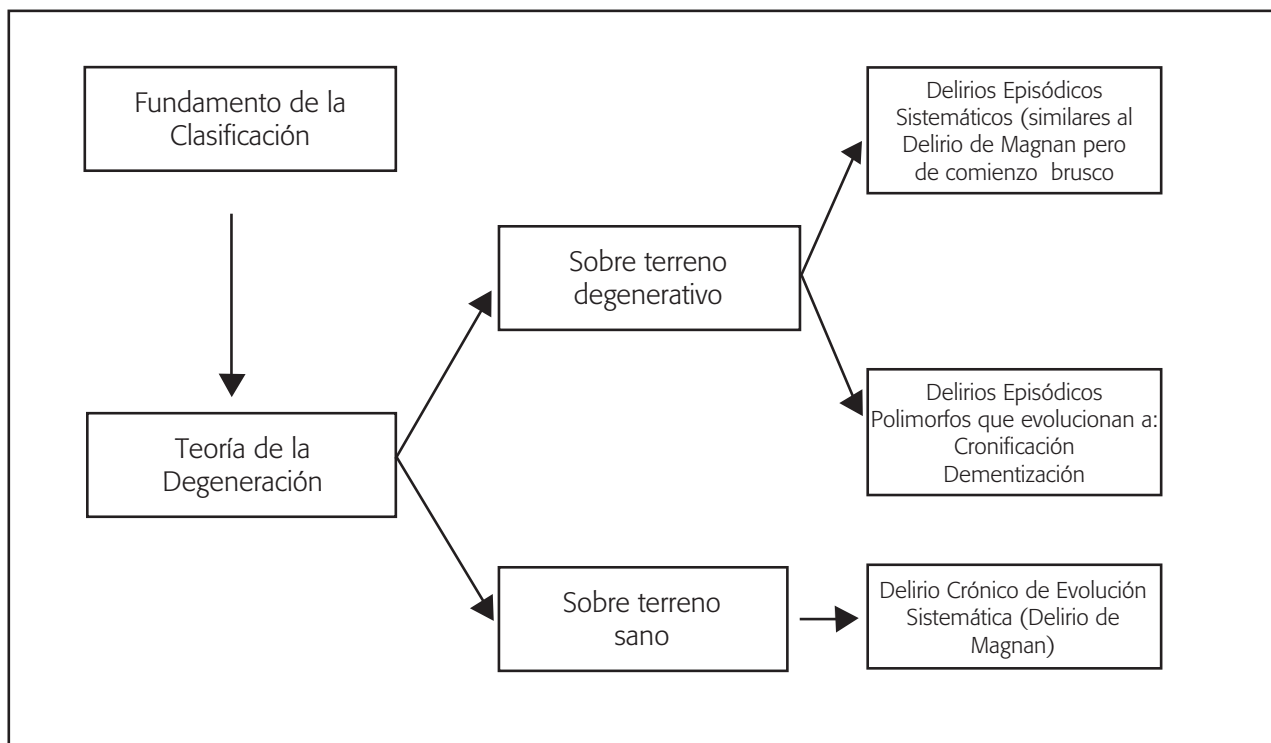 Fundamento de la
Clasificación
Teoría de la
Degeneración
Sobre terreno
degenerativo
Delirios Episódicos
Sistemáticos (similares al
Delirio de Magnan pero
de comienzo brusco
Delirios Episódicos
Polimorfos que evolucionan a:
Cronificación
Dementización
Sobre terreno
sano
Delirio Crónico de Evolución
Sistemática (Delirio de
Magnan)